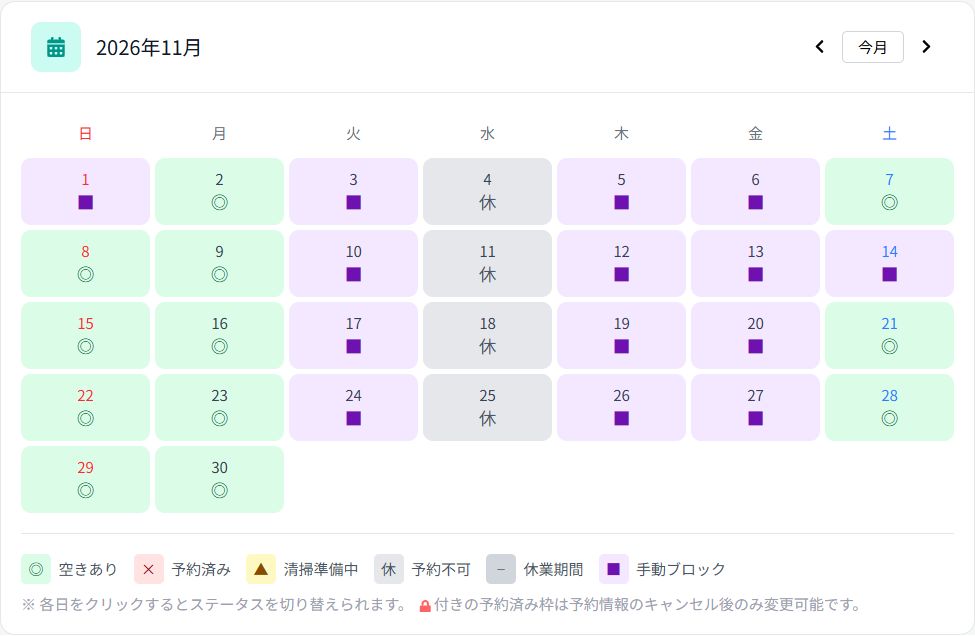 2026年11月
今月
日 月 火 水 木 金 土
1 2 3 4 5 6 7
■ ◎ ■ 休 ■ ■ ◎
8 9 10 11 12 13 14
◎ ◎ ■ 休 ■ ■ ■
15 16 17 18 19 20 21
◎ ◎ ■ 休 ■ ■ ◎
22 23 24 25 26 27 28
◎ ◎ ■ 休 ■ ■ ◎
29 30
◎ ◎
◎ 空きあり × 予約済み ▲ 清掃準備中 休 予約不可 − 休業期間 ■ 手動ブロック
※ 各日をクリックするとステータスを切り替えられます。 🔒付きの予約済み枠は予約情報のキャンセル後のみ変更可能です。